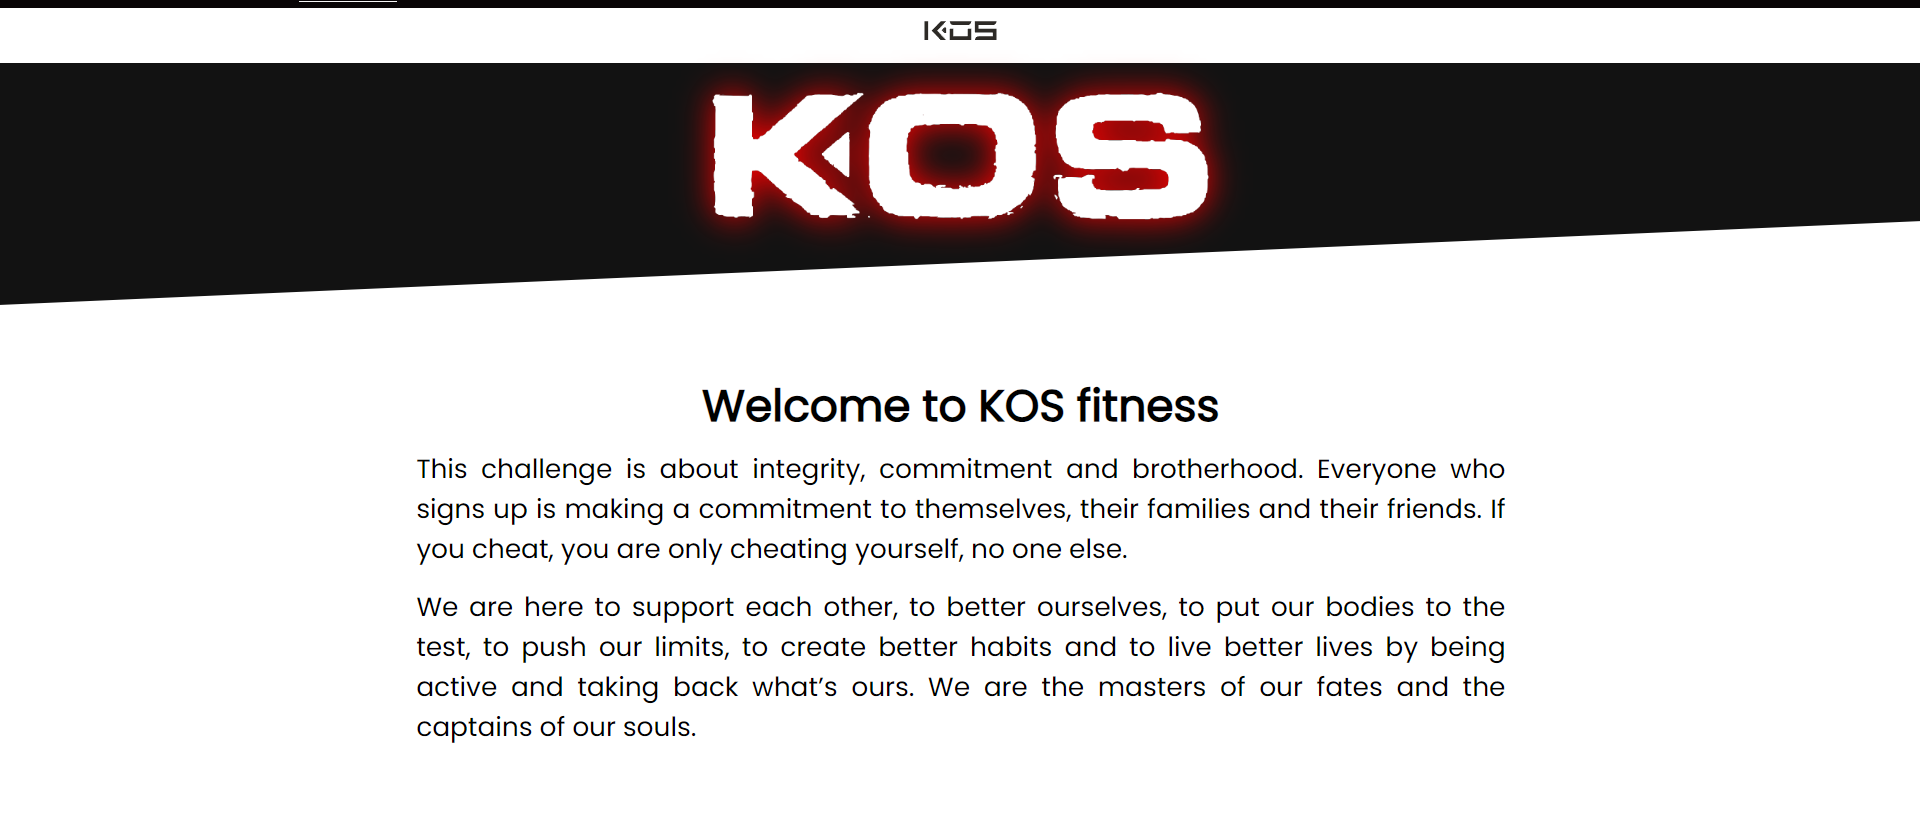 KOS
KOS
Welcome to KOS fitness
This challenge is about integrity, commitment and brotherhood. Everyone who
signs up is making a commitment to themselves, their families and their friends. If
you cheat, you are only cheating yourself, no one else.
We are here to support each other, to better ourselves, to put our bodies to the
test, to push our limits, to create better habits and to live better lives by being
active and taking back what’s ours. We are the masters of our fates and the
captains of our souls.